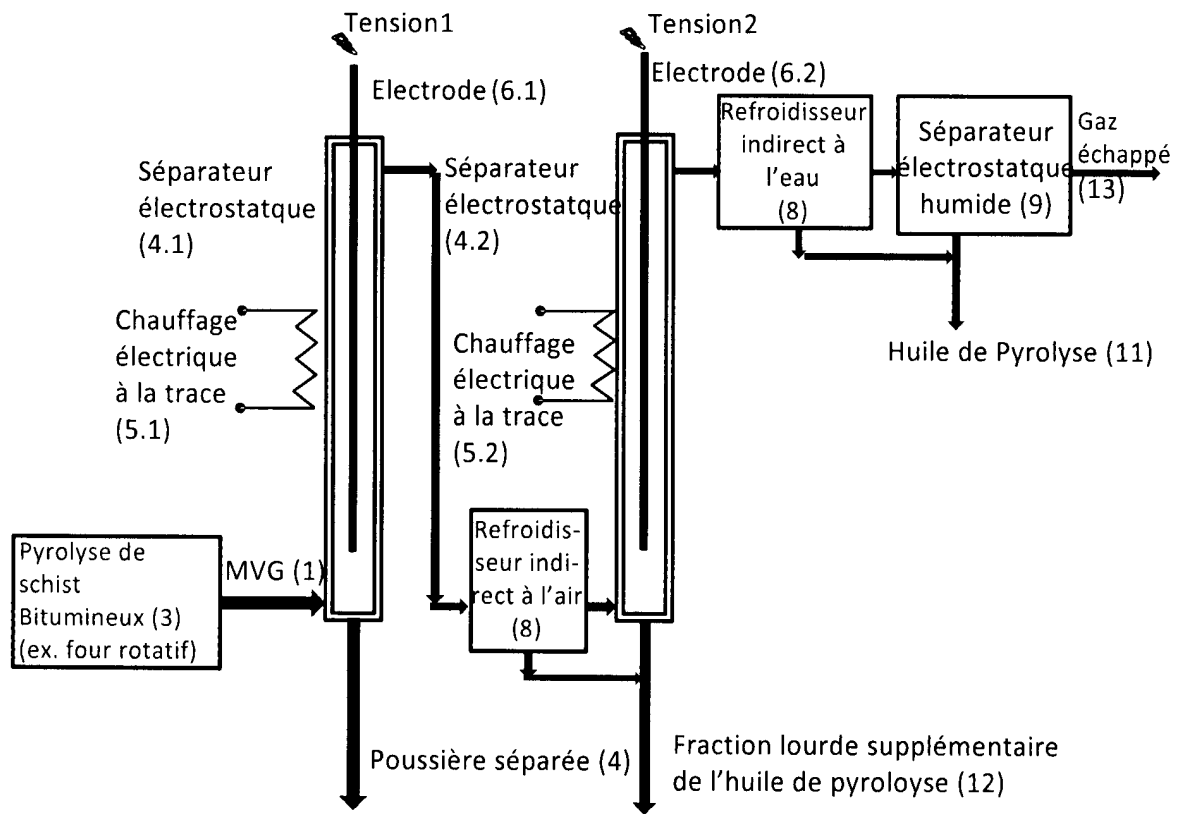 Tension1
Electrode (6.1)
Séparateur
électrostatque
(4.1)
Chauffage
électrique
à la trace
(5.1)
Pyrolyse de
schist
Bitumineux (3)
(ex. four rotatif)
MVG (1)
Poussière séparée (4)
Tension2
Electrode (6.2)
Séparateur
électrostatque
(4.2)
Chauffage
électrique
à la trace
(5.2)
Refroidis-
seur indi-
rect à l'air
(8)
Fraction lourde supplémentaire
de l'huile de pyroloyse (12)
Refroidisseur
indirect à
l'eau
(8)
Séparateur
électrostatque
humide (9)
Gaz
échappé
(13)
Huile de Pyrolyse (11)